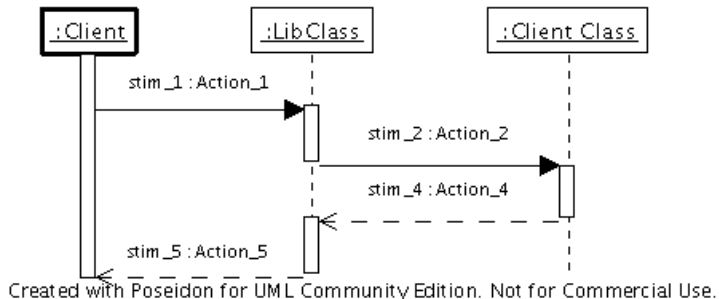 :Client
:LibClass
:Client Class
stim_1 : Action_1
stim_2 : Action_2
stim_4 : Action_4
stim_5 : Action_5
Created with Poseidon for UML Community Edition. Not for Commercial Use.